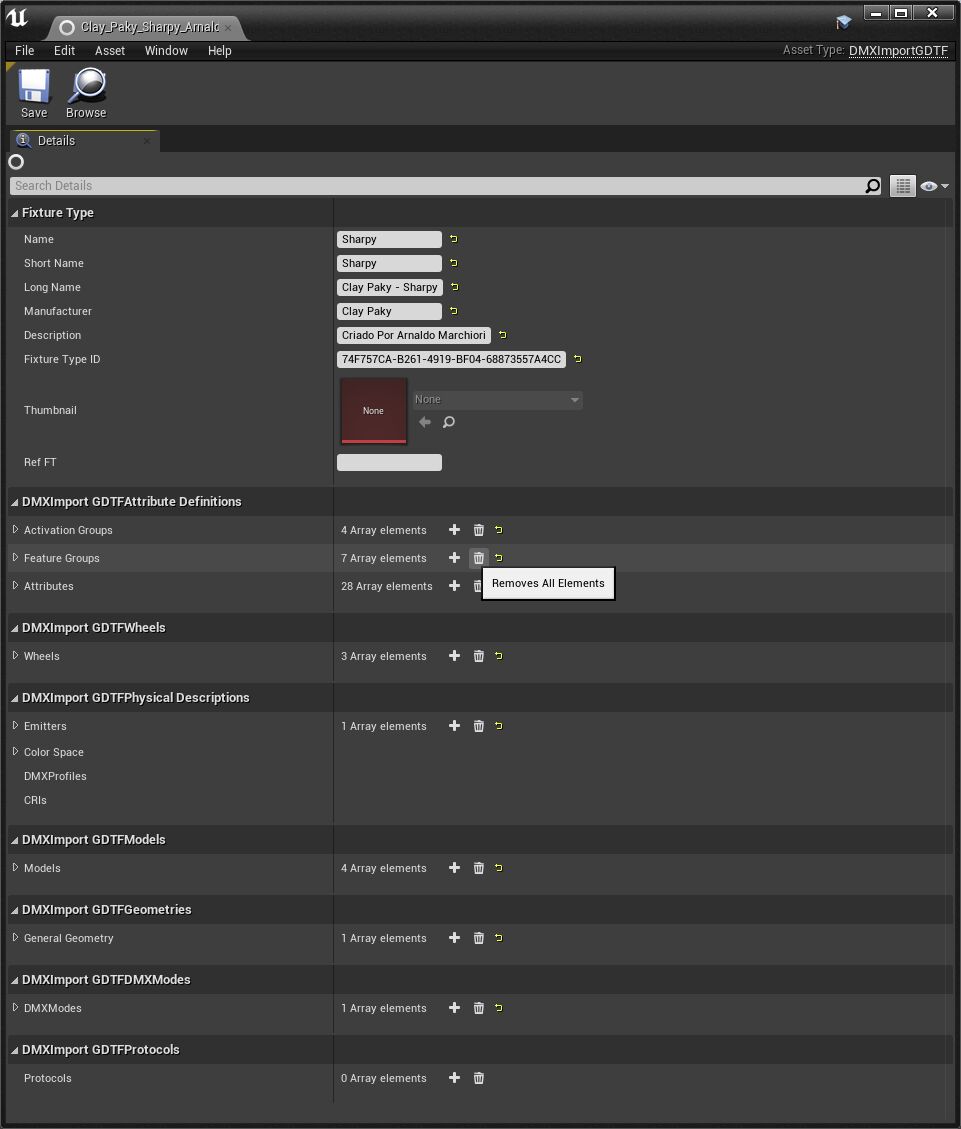 Clay_Paky_Sharpy_Arnald
File Edit Asset Window Help Asset Type: DMXImportGDTF
Save Browse
Details
Search Details
Fixture Type
Name Sharpy
Short Name Sharpy
Long Name Clay Paky - Sharpy
Manufacturer Clay Paky
Description Criado Por Arnaldo Marchiori
Fixture Type ID 74F757CA-B261-4919-BF04-68873557A4CC
Thumbnail None None
Ref FT
DMXImport GDTFAttribute Definitions
Activation Groups 4 Array elements
Feature Groups 7 Array elements
Removes All Elements
Attributes 28 Array elements
DMXImport GDTFWheels
Wheels 3 Array elements
DMXImport GDTFPhysical Descriptions
Emitters 1 Array elements
Color Space
DMXProfiles
CRIs
DMXImport GDTFModels
Models 4 Array elements
DMXImport GDTFGeometries
General Geometry 1 Array elements
DMXImport GDTFDMXModes
DMXModes 1 Array elements
DMXImport GDTFProtocols
Protocols 0 Array elements